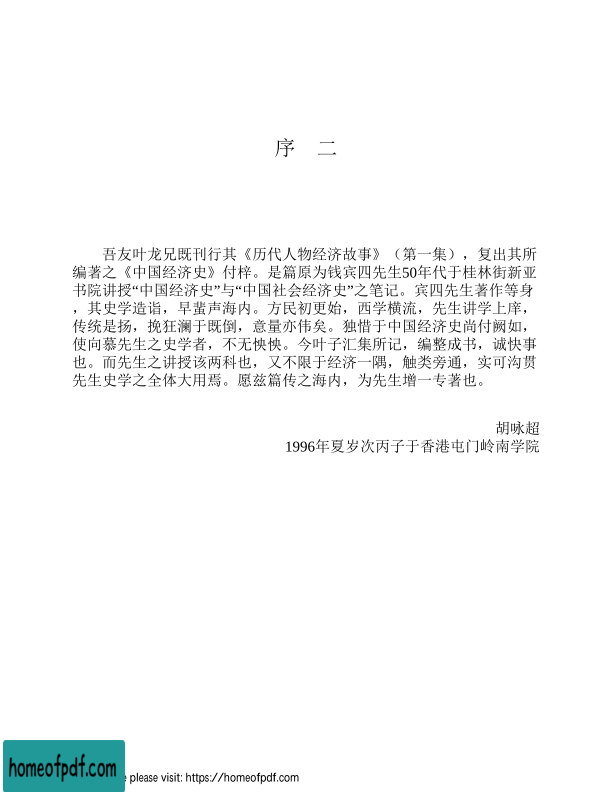 序 二
吾友叶龙兄既刊行其《历代人物经济故事》（第一集），复出其所
编著之《中国经济史》付梓。是篇原为钱宾四先生50年代于桂林街新亚
书院讲授“中国经济史”与“中国社会经济史”之笔记。宾四先生著作等身
，其史学造诣，早蜚声海内。方民初更始，西学横流，先生讲学上庠，
传统是扬，挽狂澜于既倒，意量亦伟矣。独惜于中国经济史尚付阙如，
使向慕先生之史学者，不无怏怏。今叶子汇集所记，编整成书，诚快事
也。而先生之讲授该两科也，又不限于经济一隅，触类旁通，实可沟贯
先生史学之全体大用焉。愿兹篇传之海内，为先生增一专著也。
胡咏超
1996年夏岁次丙子于香港屯门岭南学院
homeofpdf.com
e please visit: https://homeofpdf.com